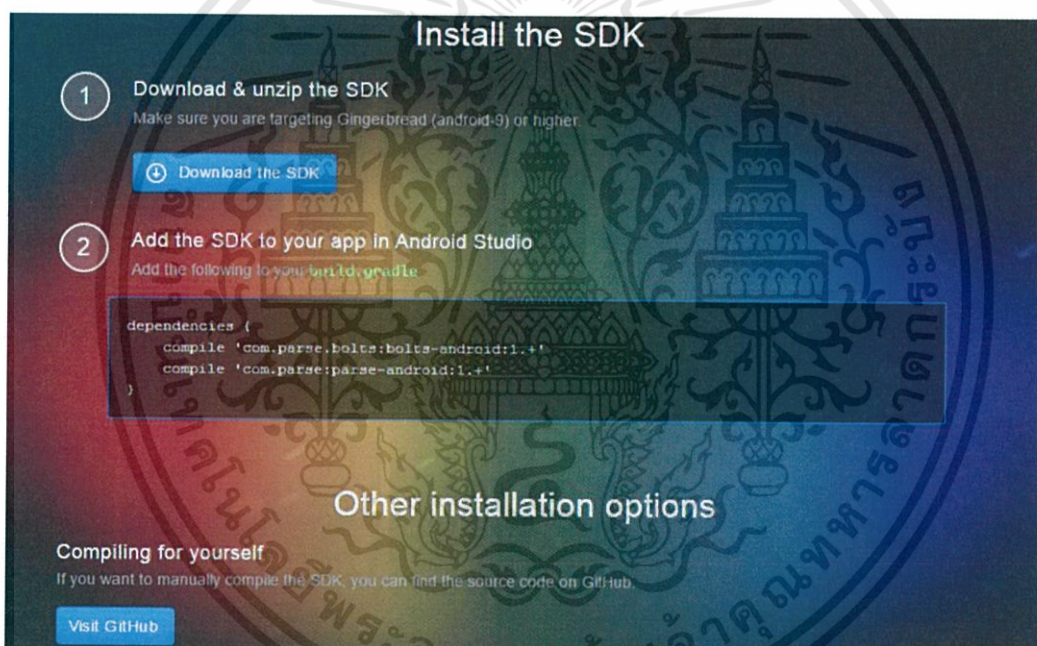 Install the SDK
1
Download & unzip the SDK
Make sure you are targeting Gingerbread (android-9) or higher
Download the SDK
2
Add the SDK to your app in Android Studio
Add the following to your build.gradle
dependencies {
compile 'com.parse.bolts:bolts-android:1.+'
compile 'com.parse:parse-android:1.+'
}
Other installation options
Compiling for yourself
If you want to manually compile the SDK, you can find the source code on GitHub.
Visit GitHub